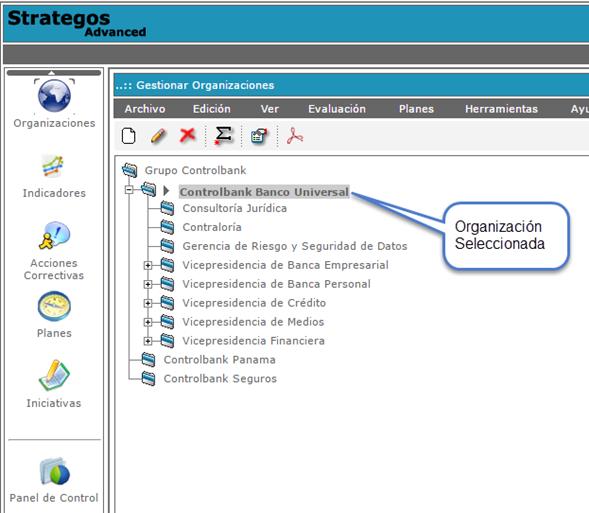 Strategos
Advanced
Organizaciones
Indicadores
Acciones
Correctivas
Planes
Iniciativas
Panel de Control
..:: Gestionar Organizaciones
Archivo Edición Ver Evaluación Planes Herramientas Ayu
Grupo Controlbank
Controlbank Banco Universal
Consultoría Jurídica
Contraloría
Gerencia de Riesgo y Seguridad de Datos
Vicepresidencia de Banca Empresarial
Vicepresidencia de Banca Personal
Vicepresidencia de Crédito
Vicepresidencia de Medios
Vicepresidencia Financiera
Controlbank Panama
Controlbank Seguros
Organización
Seleccionada